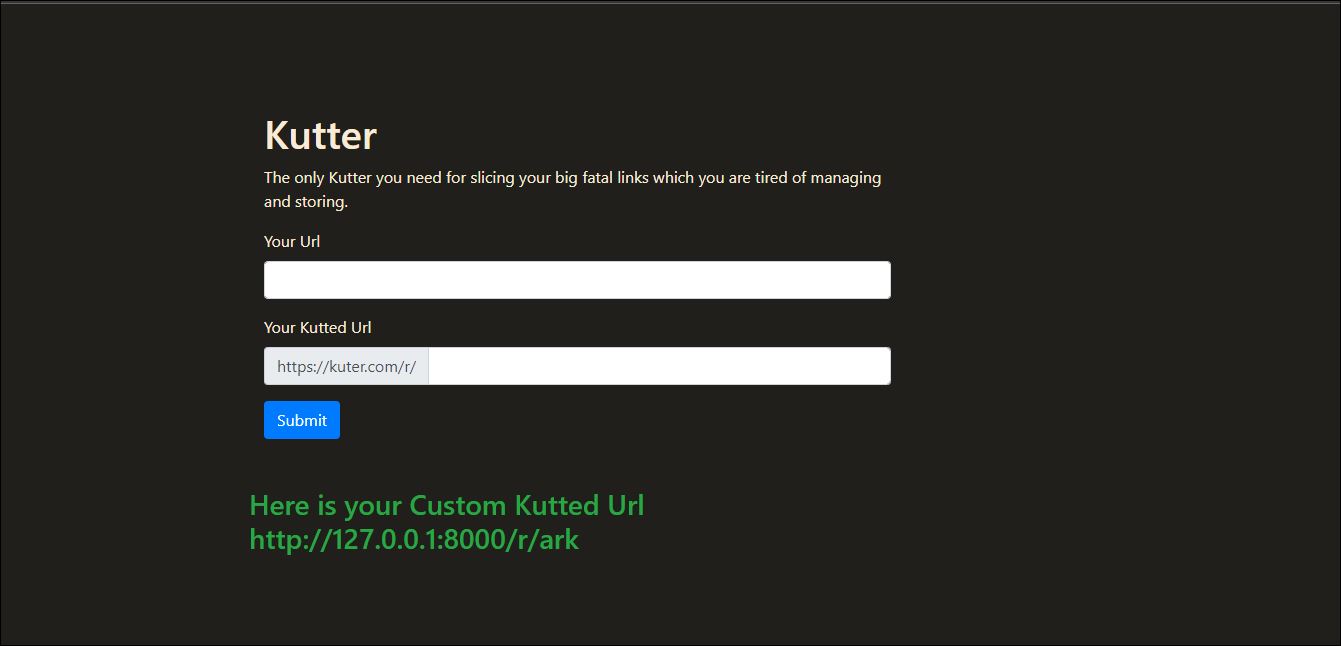 Kutter
The only Kutter you need for slicing your big fatal links which you are tired of managing
and storing.
Your Url
Your Kutted Url
https://kuter.com/r/
Submit
Here is your Custom Kutted Url
http://127.0.0.1:8000/r/ark